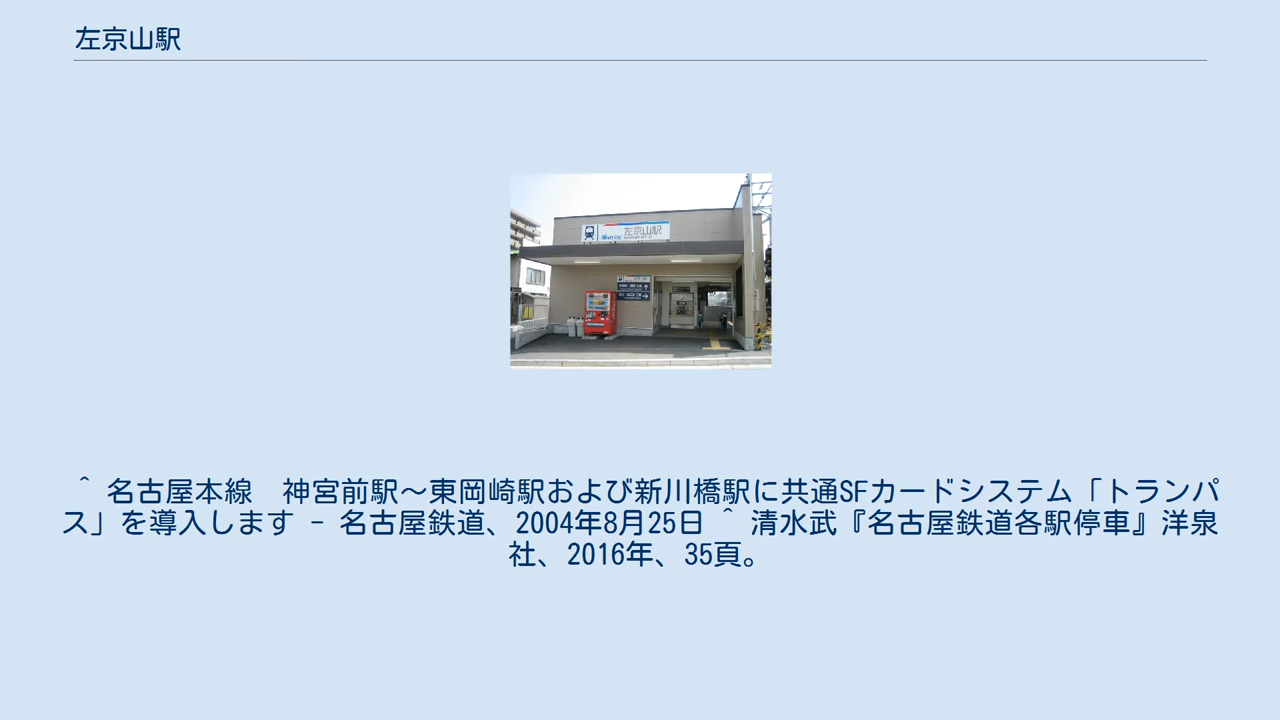 左京山駅
左京山駅
＾ 名古屋本線　神宮前駅～東岡崎駅および新川橋駅に共通SFカードシステム「トランパ
ス」を導入します - 名古屋鉄道、2004年8月25日 ＾ 清水武『名古屋鉄道各駅停車』洋泉
社、2016年、35頁。